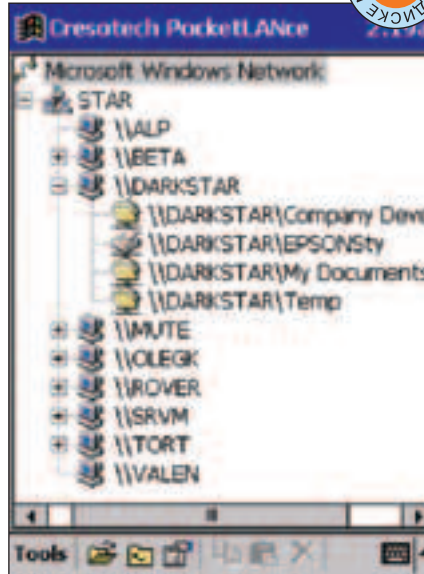 Cresotech PocketLANce
Microsoft Windows Network
STAR
\\ALP
\\BETA
\\DARKSTAR
\\DARKSTAR\Company Deve
\\DARKSTAR\EPSONSty
\\DARKSTAR\My Documents
\\DARKSTAR\Temp
\\MUTE
\\OLEGK
\\ROVER
\\SRVM
\\TORT
\\VALEN
Tools